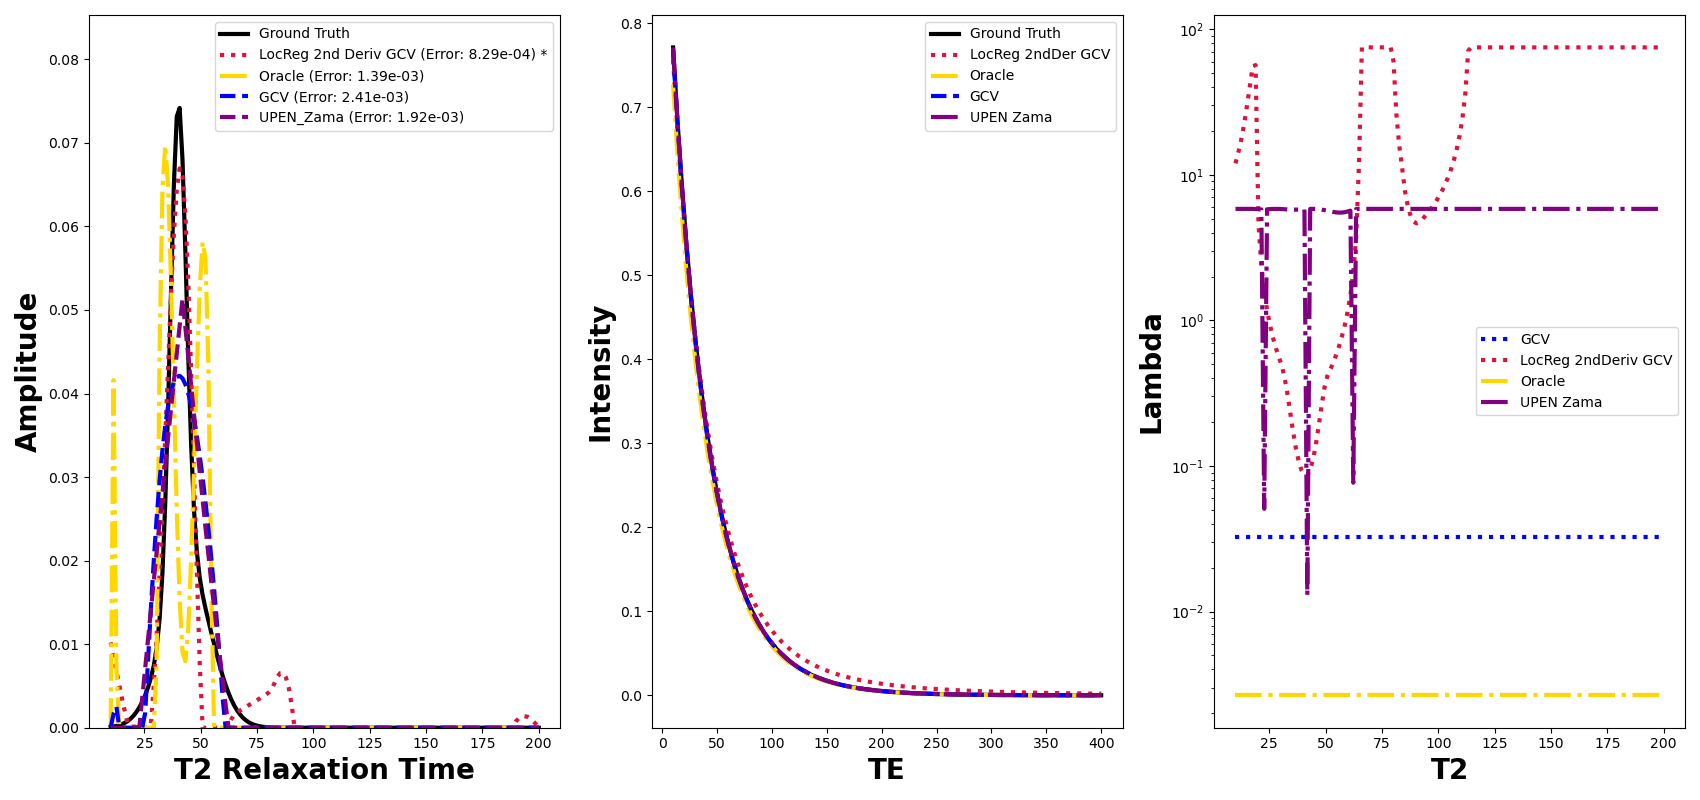 Amplitude
0.08
0.07
0.06
0.05
0.04
0.03
0.02
0.01
0.00
Ground Truth
LocReg 2nd Deriv GCV (Error: 8.29e-04) *
Oracle (Error: 1.39e-03)
GCV (Error: 2.41e-03)
UPEN_Zama (Error: 1.92e-03)
25 50 75 100 125 150 175 200
T2 Relaxation Time
Intensity
0.8
0.7
0.6
0.5
0.4
0.3
0.2
0.1
0.0
Ground Truth
LocReg 2ndDer GCV
Oracle
GCV
UPEN Zama
0 50 100 150 200 250 300 350 400
TE
Lambda
10²
10¹
10⁰
10⁻¹
10⁻²
GCV
LocReg 2ndDeriv GCV
Oracle
UPEN Zama
25 50 75 100 125 150 175 200
T2